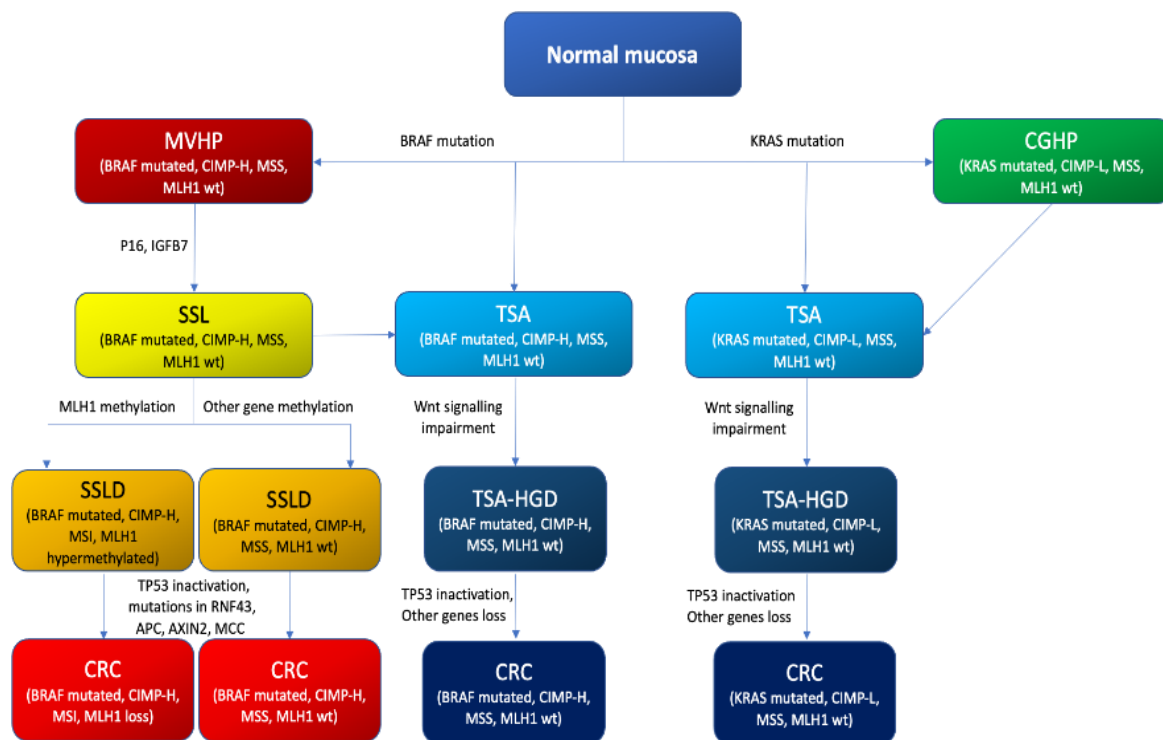 Normal mucosa
MVHP
(BRAF mutated, CIMP-H, MSS,
MLH1 wt)
BRAF mutation
KRAS mutation
CGHP
(KRAS mutated, CIMP-L, MSS,
MLH1 wt)
P16, IGFB7
SSL
(BRAF mutated, CIMP-H, MSS,
MLH1 wt)
TSA
(BRAF mutated, CIMP-H, MSS,
MLH1 wt)
TSA
(KRAS mutated, CIMP-L, MSS,
MLH1 wt)
MLH1 methylation
Other gene methylation
Wnt signalling
impairment
Wnt signalling
impairment
SSLD
(BRAF mutated, CIMP-H,
MSI, MLH1
hypermethylated)
SSLD
(BRAF mutated, CIMP-H,
MSS, MLH1 wt)
TSA-HGD
(BRAF mutated, CIMP-H,
MSS, MLH1 wt)
TSA-HGD
(KRAS mutated, CIMP-L,
MSS, MLH1 wt)
TP53 inactivation,
mutations in RNF43,
APC, AXIN2, MCC
TP53 inactivation,
Other genes loss
TP53 inactivation
Other genes loss
CRC
(BRAF mutated, CIMP-H,
MSI, MLH1 loss)
CRC
(BRAF mutated, CIMP-H,
MSS, MLH1 wt)
CRC
(BRAF mutated, CIMP-H,
MSS, MLH1 wt)
CRC
(KRAS mutated, CIMP-L,
MSS, MLH1 wt)